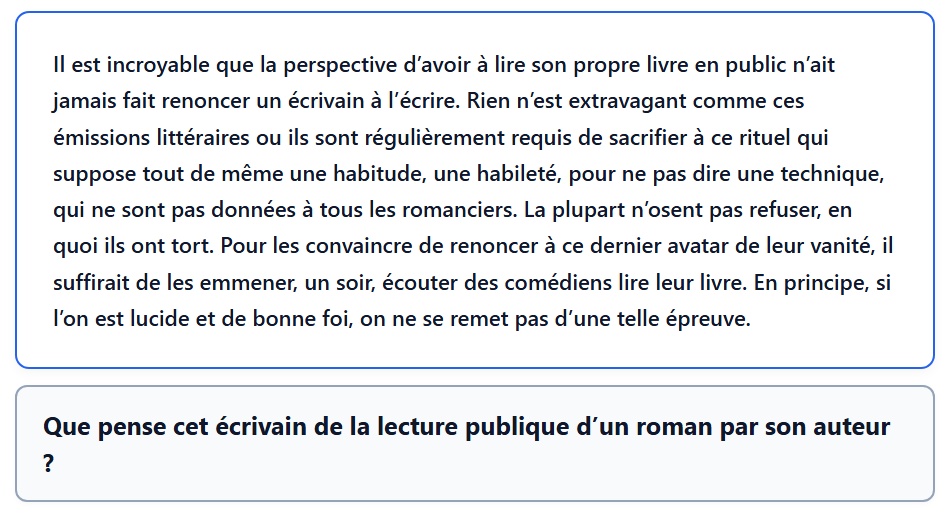 Il est incroyable que la perspective d’avoir à lire son propre livre en public n’ait
jamais fait renoncer un écrivain à l’écrire. Rien n’est extravagant comme ces
émissions littéraires ou ils sont régulièrement requis de sacrifier à ce rituel qui
suppose tout de même une habitude, une habileté, pour ne pas dire une technique,
qui ne sont pas données à tous les romanciers. La plupart n’osent pas refuser, en
quoi ils ont tort. Pour les convaincre de renoncer à ce dernier avatar de leur vanité, il
suffirait de les emmener, un soir, écouter des comédiens lire leur livre. En principe, si
l’on est lucide et de bonne foi, on ne se remet pas d’une telle épreuve.
Que pense cet écrivain de la lecture publique d’un roman par son auteur
?